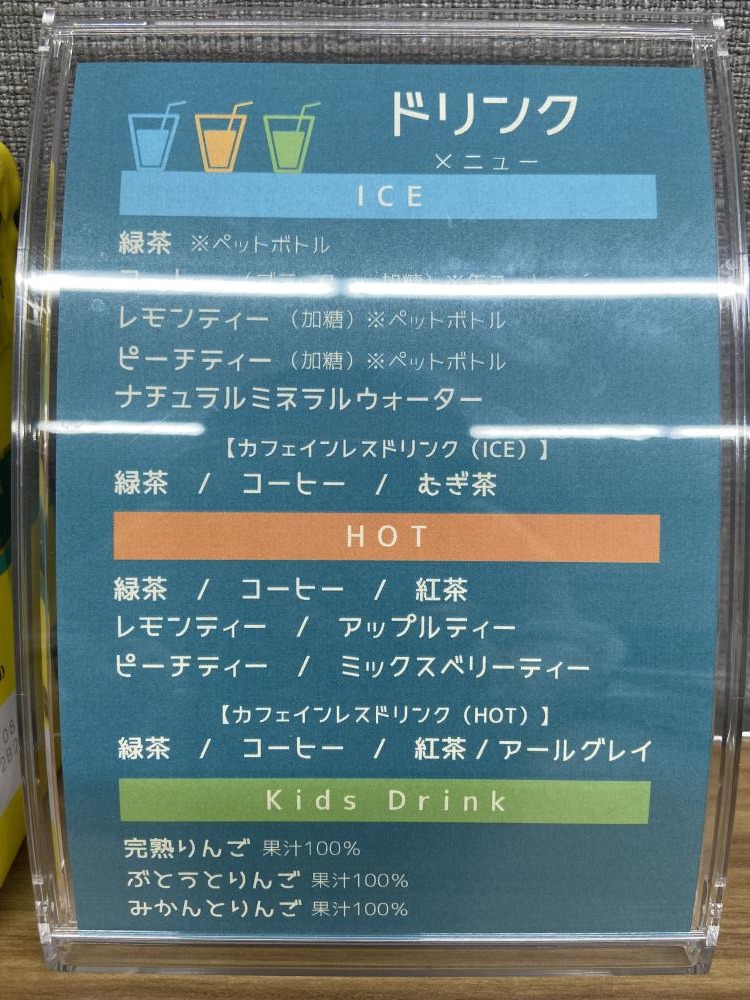 ドリンク
メニュー
ICE
緑茶 ※ペットボトル
レモンティー（加糖）※ペットボトル
ピーチティー（加糖）※ペットボトル
ナチュラルミネラルウォーター
【カフェインレスドリンク（ICE）】
緑茶 / コーヒー / むぎ茶
HOT
緑茶 / コーヒー / 紅茶
レモンティー / アップルティー
ピーチティー / ミックスベリーティー
【カフェインレスドリンク（HOT）】
緑茶 / コーヒー / 紅茶 / アールグレイ
Kids Drink
完熟りんご 果汁100%
ぶとうとりんご 果汁100%
みかんとりんご 果汁100%